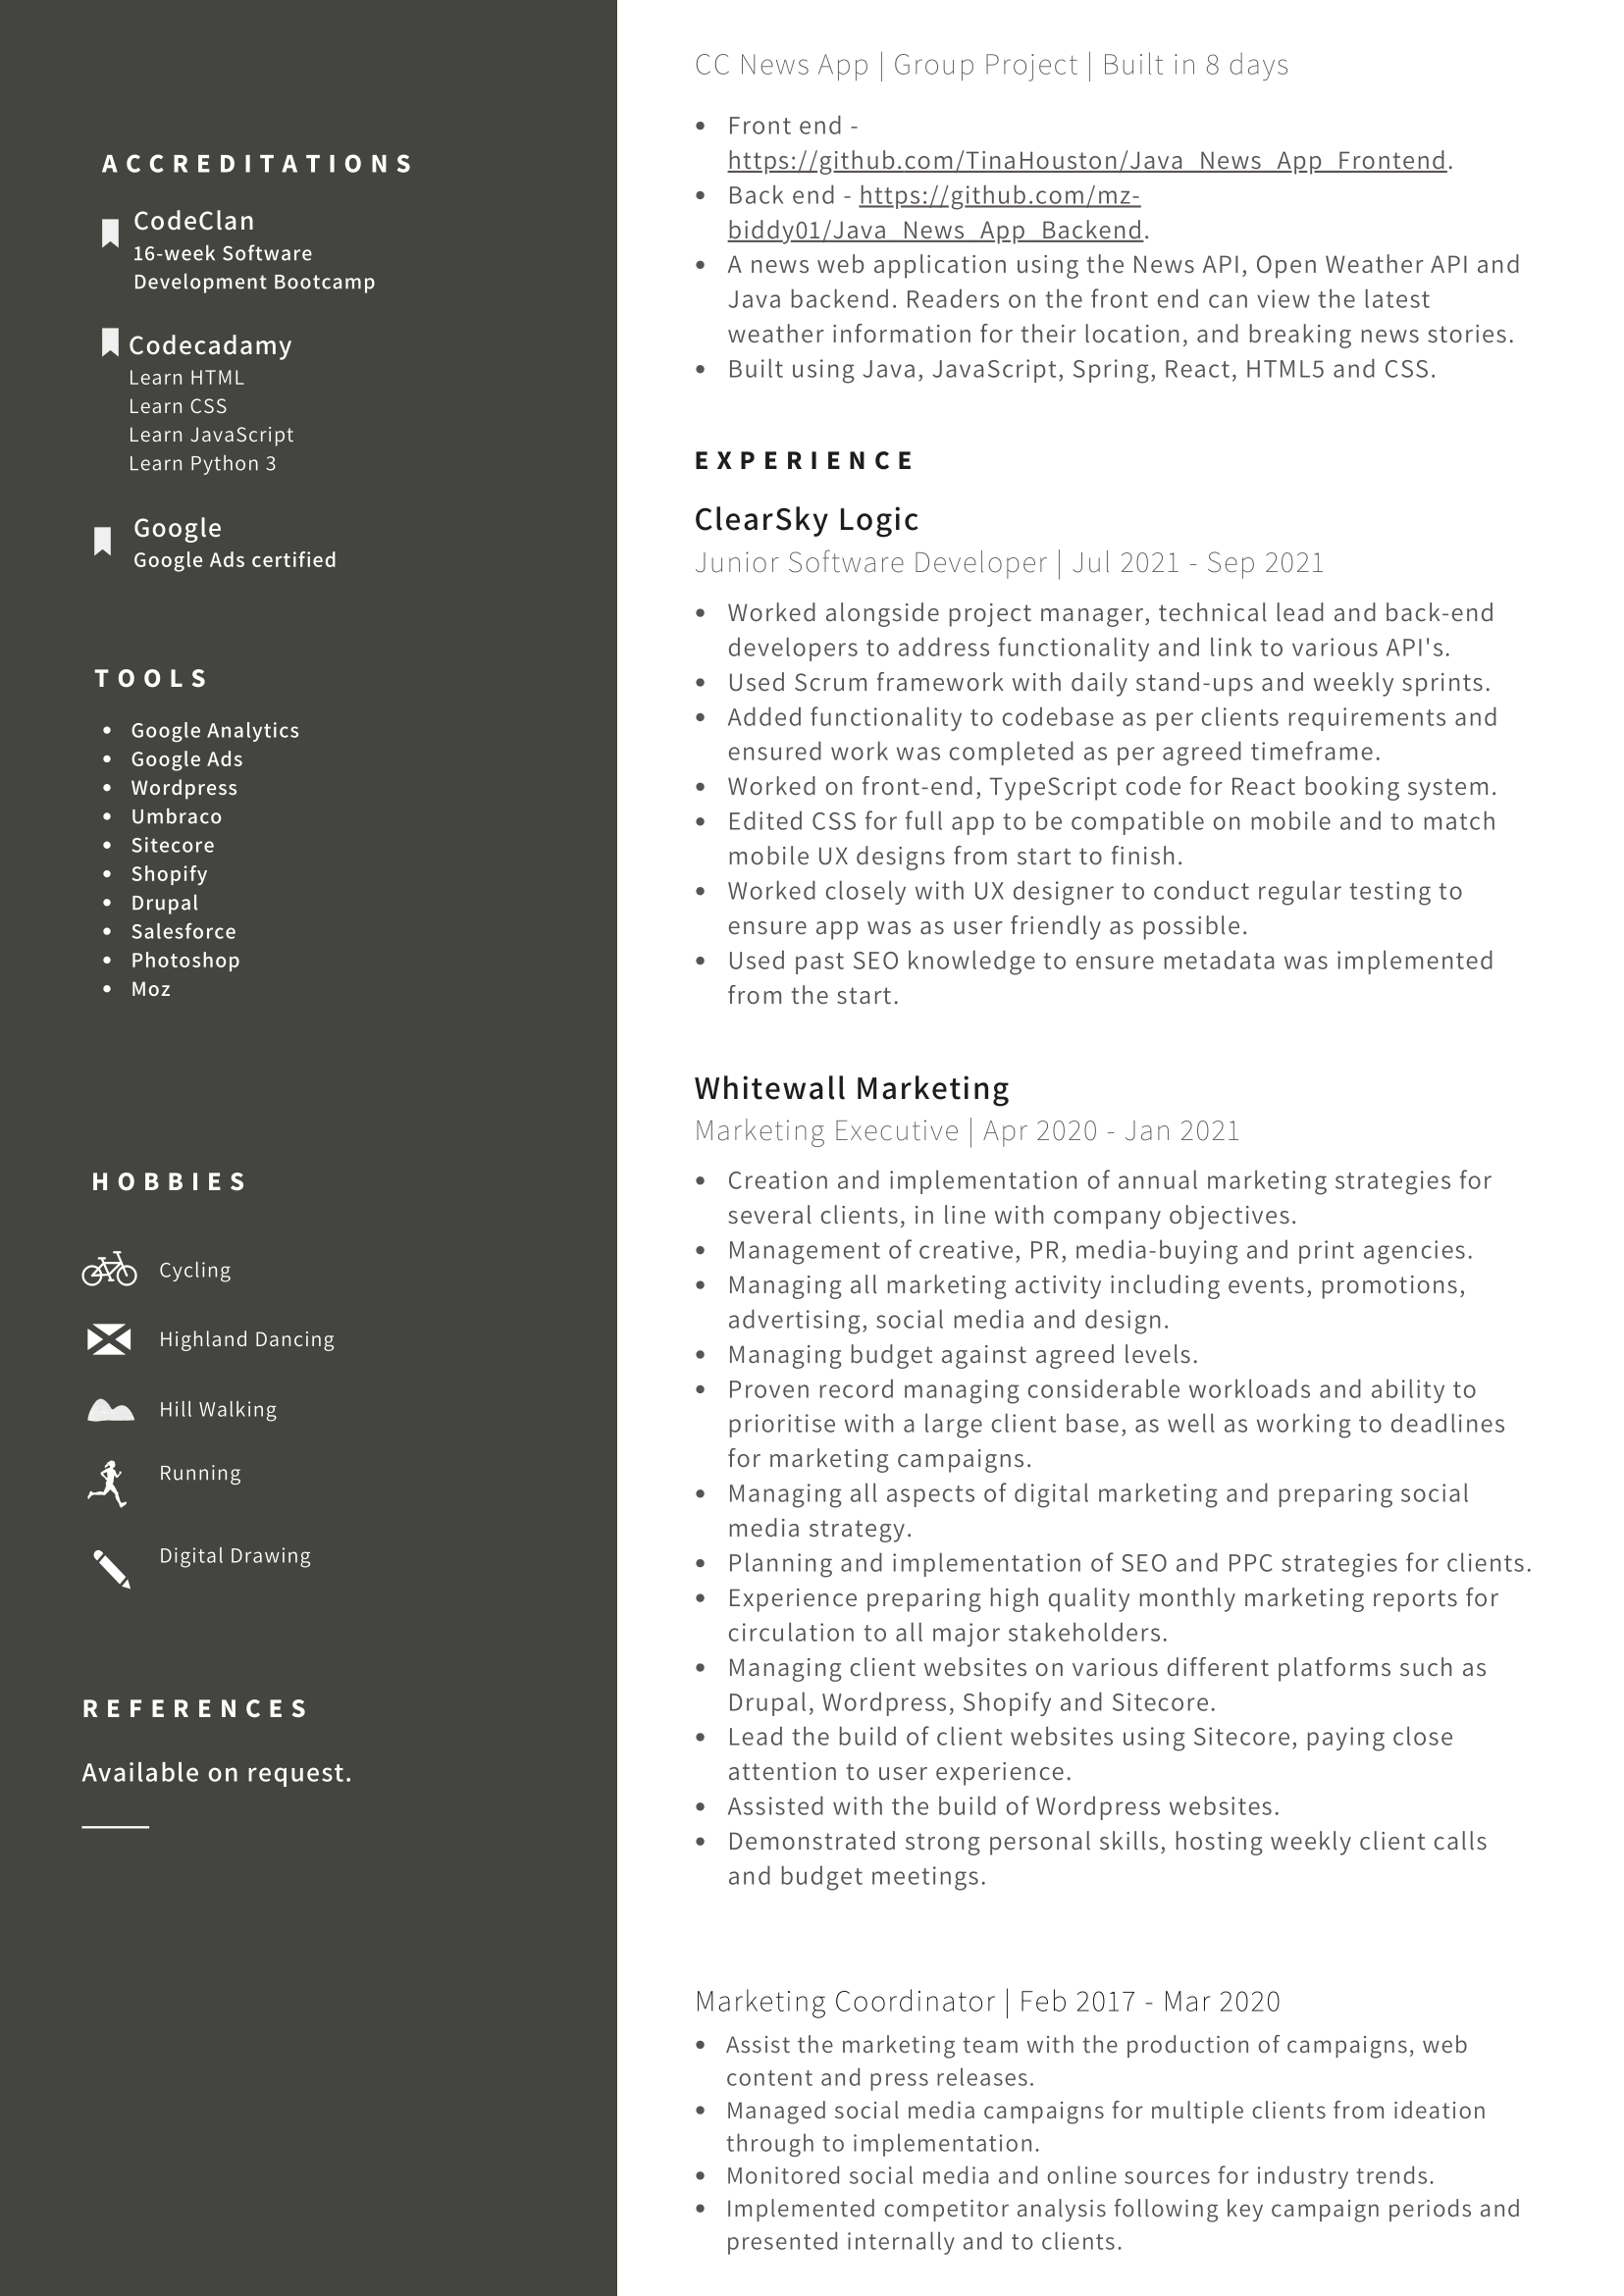 ACCREDITATIONS
CodeClan
16-week Software
Development Bootcamp
Codecadamy
Learn HTML
Learn CSS
Learn JavaScript
Learn Python 3
Google
Google Ads certified
TOOLS
• Google Analytics
• Google Ads
• Wordpress
• Umbraco
• Sitecore
• Shopify
• Drupal
• Salesforce
• Photoshop
• Moz
HOBBIES
Cycling
Highland Dancing
Hill Walking
Running
Digital Drawing
REFERENCES
Available on request.
CC News App | Group Project | Built in 8 days
• Front end -
https://github.com/TinaHouston/Java_News_App_Frontend.
• Back end - https://github.com/mz-
biddy01/Java_News_App_Backend.
• A news web application using the News API, Open Weather API and
Java backend. Readers on the front end can view the latest
weather information for their location, and breaking news stories.
• Built using Java, JavaScript, Spring, React, HTML5 and CSS.
EXPERIENCE
ClearSky Logic
Junior Software Developer | Jul 2021 - Sep 2021
• Worked alongside project manager, technical lead and back-end
developers to address functionality and link to various API's.
• Used Scrum framework with daily stand-ups and weekly sprints.
• Added functionality to codebase as per clients requirements and
ensured work was completed as per agreed timeframe.
• Worked on front-end, TypeScript code for React booking system.
• Edited CSS for full app to be compatible on mobile and to match
mobile UX designs from start to finish.
• Worked closely with UX designer to conduct regular testing to
ensure app was as user friendly as possible.
• Used past SEO knowledge to ensure metadata was implemented
from the start.
Whitewall Marketing
Marketing Executive | Apr 2020 - Jan 2021
• Creation and implementation of annual marketing strategies for
several clients, in line with company objectives.
• Management of creative, PR, media-buying and print agencies.
• Managing all marketing activity including events, promotions,
advertising, social media and design.
• Managing budget against agreed levels.
• Proven record managing considerable workloads and ability to
prioritise with a large client base, as well as working to deadlines
for marketing campaigns.
• Managing all aspects of digital marketing and preparing social
media strategy.
• Planning and implementation of SEO and PPC strategies for clients.
• Experience preparing high quality monthly marketing reports for
circulation to all major stakeholders.
• Managing client websites on various different platforms such as
Drupal, Wordpress, Shopify and Sitecore.
• Lead the build of client websites using Sitecore, paying close
attention to user experience.
• Assisted with the build of Wordpress websites.
• Demonstrated strong personal skills, hosting weekly client calls
and budget meetings.
Marketing Coordinator | Feb 2017 - Mar 2020
• Assist the marketing team with the production of campaigns, web
content and press releases.
• Managed social media campaigns for multiple clients from ideation
through to implementation.
• Monitored social media and online sources for industry trends.
• Implemented competitor analysis following key campaign periods and
presented internally and to clients.